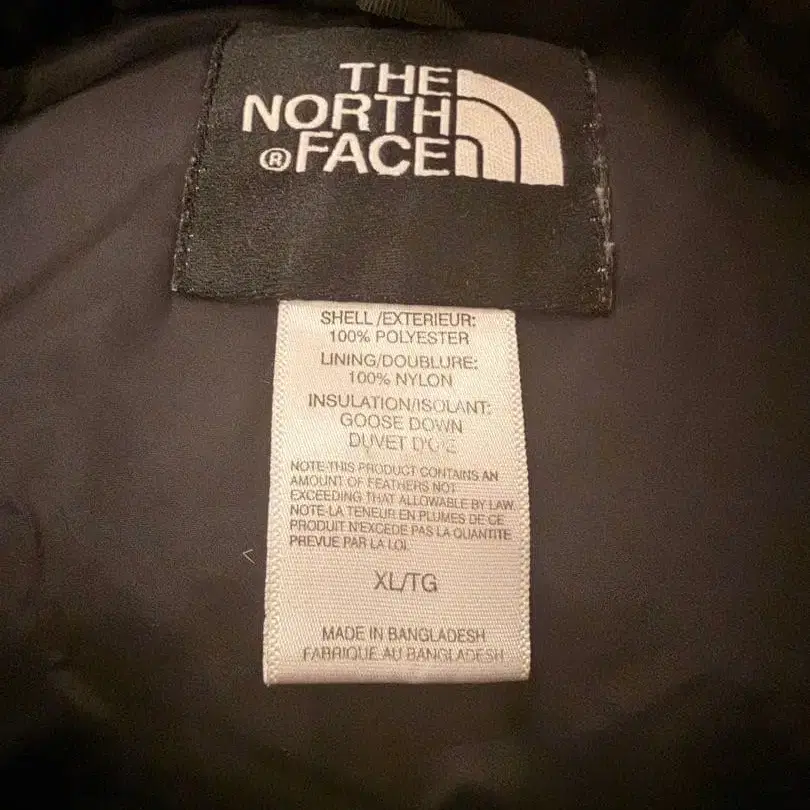 THE
NORTH
® FACE
SHELL/EXTERIEUR:
100% POLYESTER
LINING/DOUBLURE:
100% NYLON
INSULATION/ISOLANT:
GOOSE DOWN
DUVET D'OIE
NOTE-THIS PRODUCT CONTAINS AN
AMOUNT OF FEATHERS NOT
EXCEEDING THAT ALLOWABLE BY LAW.
NOTE-LA TENEUR EN PLUMES DE CE
PRODUIT N'EXCEDE PAS LA QUANTITE
PREVUE PAR LA LOI.
XL/TG
MADE IN BANGLADESH
FABRIQUE AU BANGLADESH